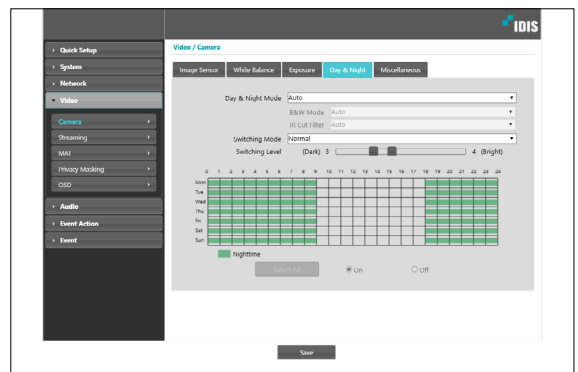 IDIS
Quick Setup
System
Network
Video
Camera
Streaming
MAT
Privacy Masking
OSD
Audio
Event Action
Event
Video / Camera
Image Sensor White Balance Exposure Day & Night Miscellaneous
Day & Night Mode Auto
B&W Mode Auto
IR Cut Filter Auto
Switching Mode Normal
Switching Level (Dark) 3 4 (Bright)
0 1 2 3 4 5 6 7 8 9 10 11 12 13 14 15 16 17 18 19 20 21 22 23 24
Mon
Tue
Wed
Thu
Fri
Sat
Sun
Nighttime
Select All On Off
Save